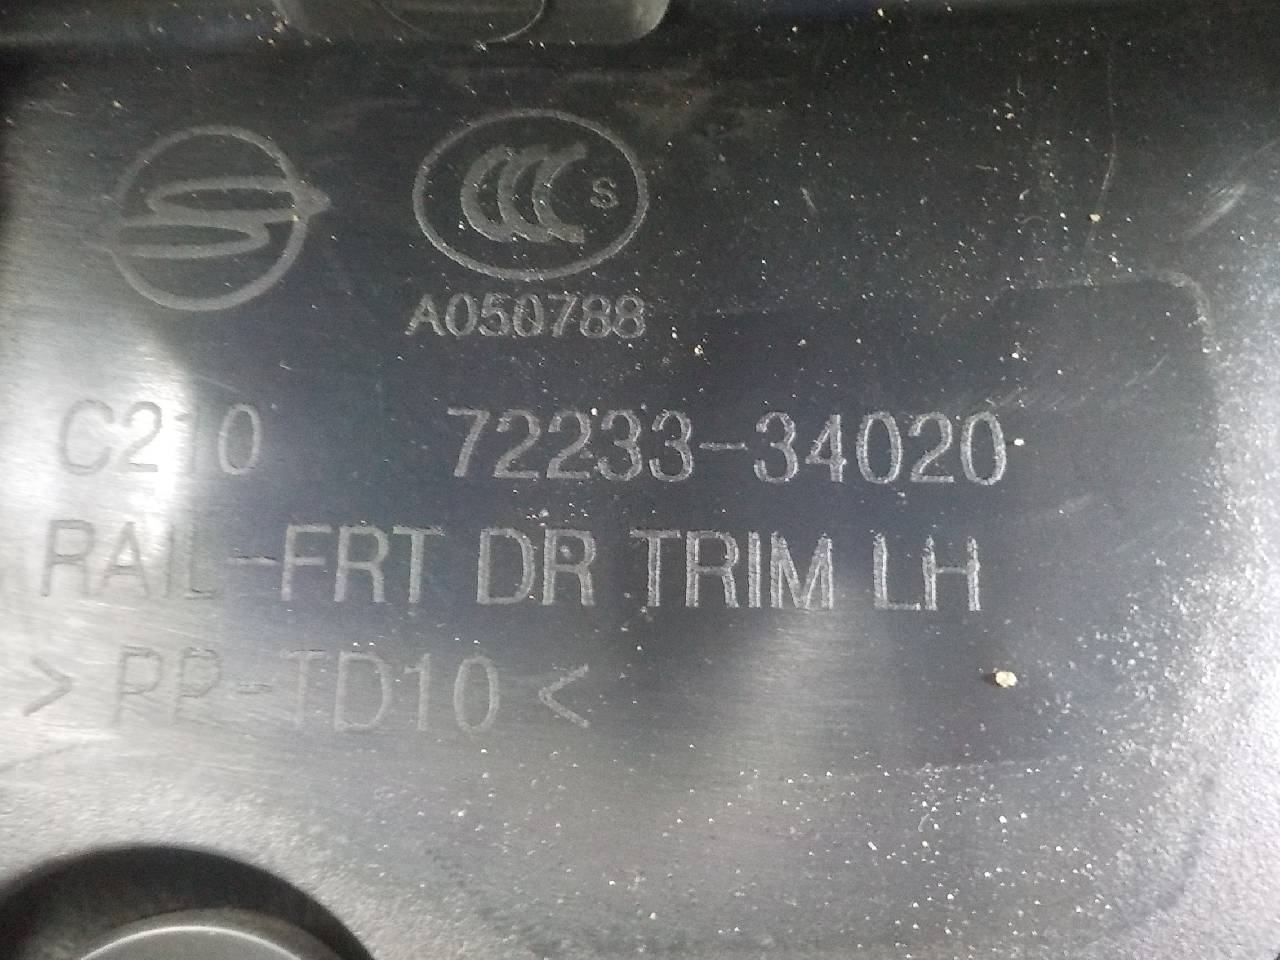 S
A050788
C210 72233-34020
RAIL-FRT DR TRIM LH
> PP-TD10 <